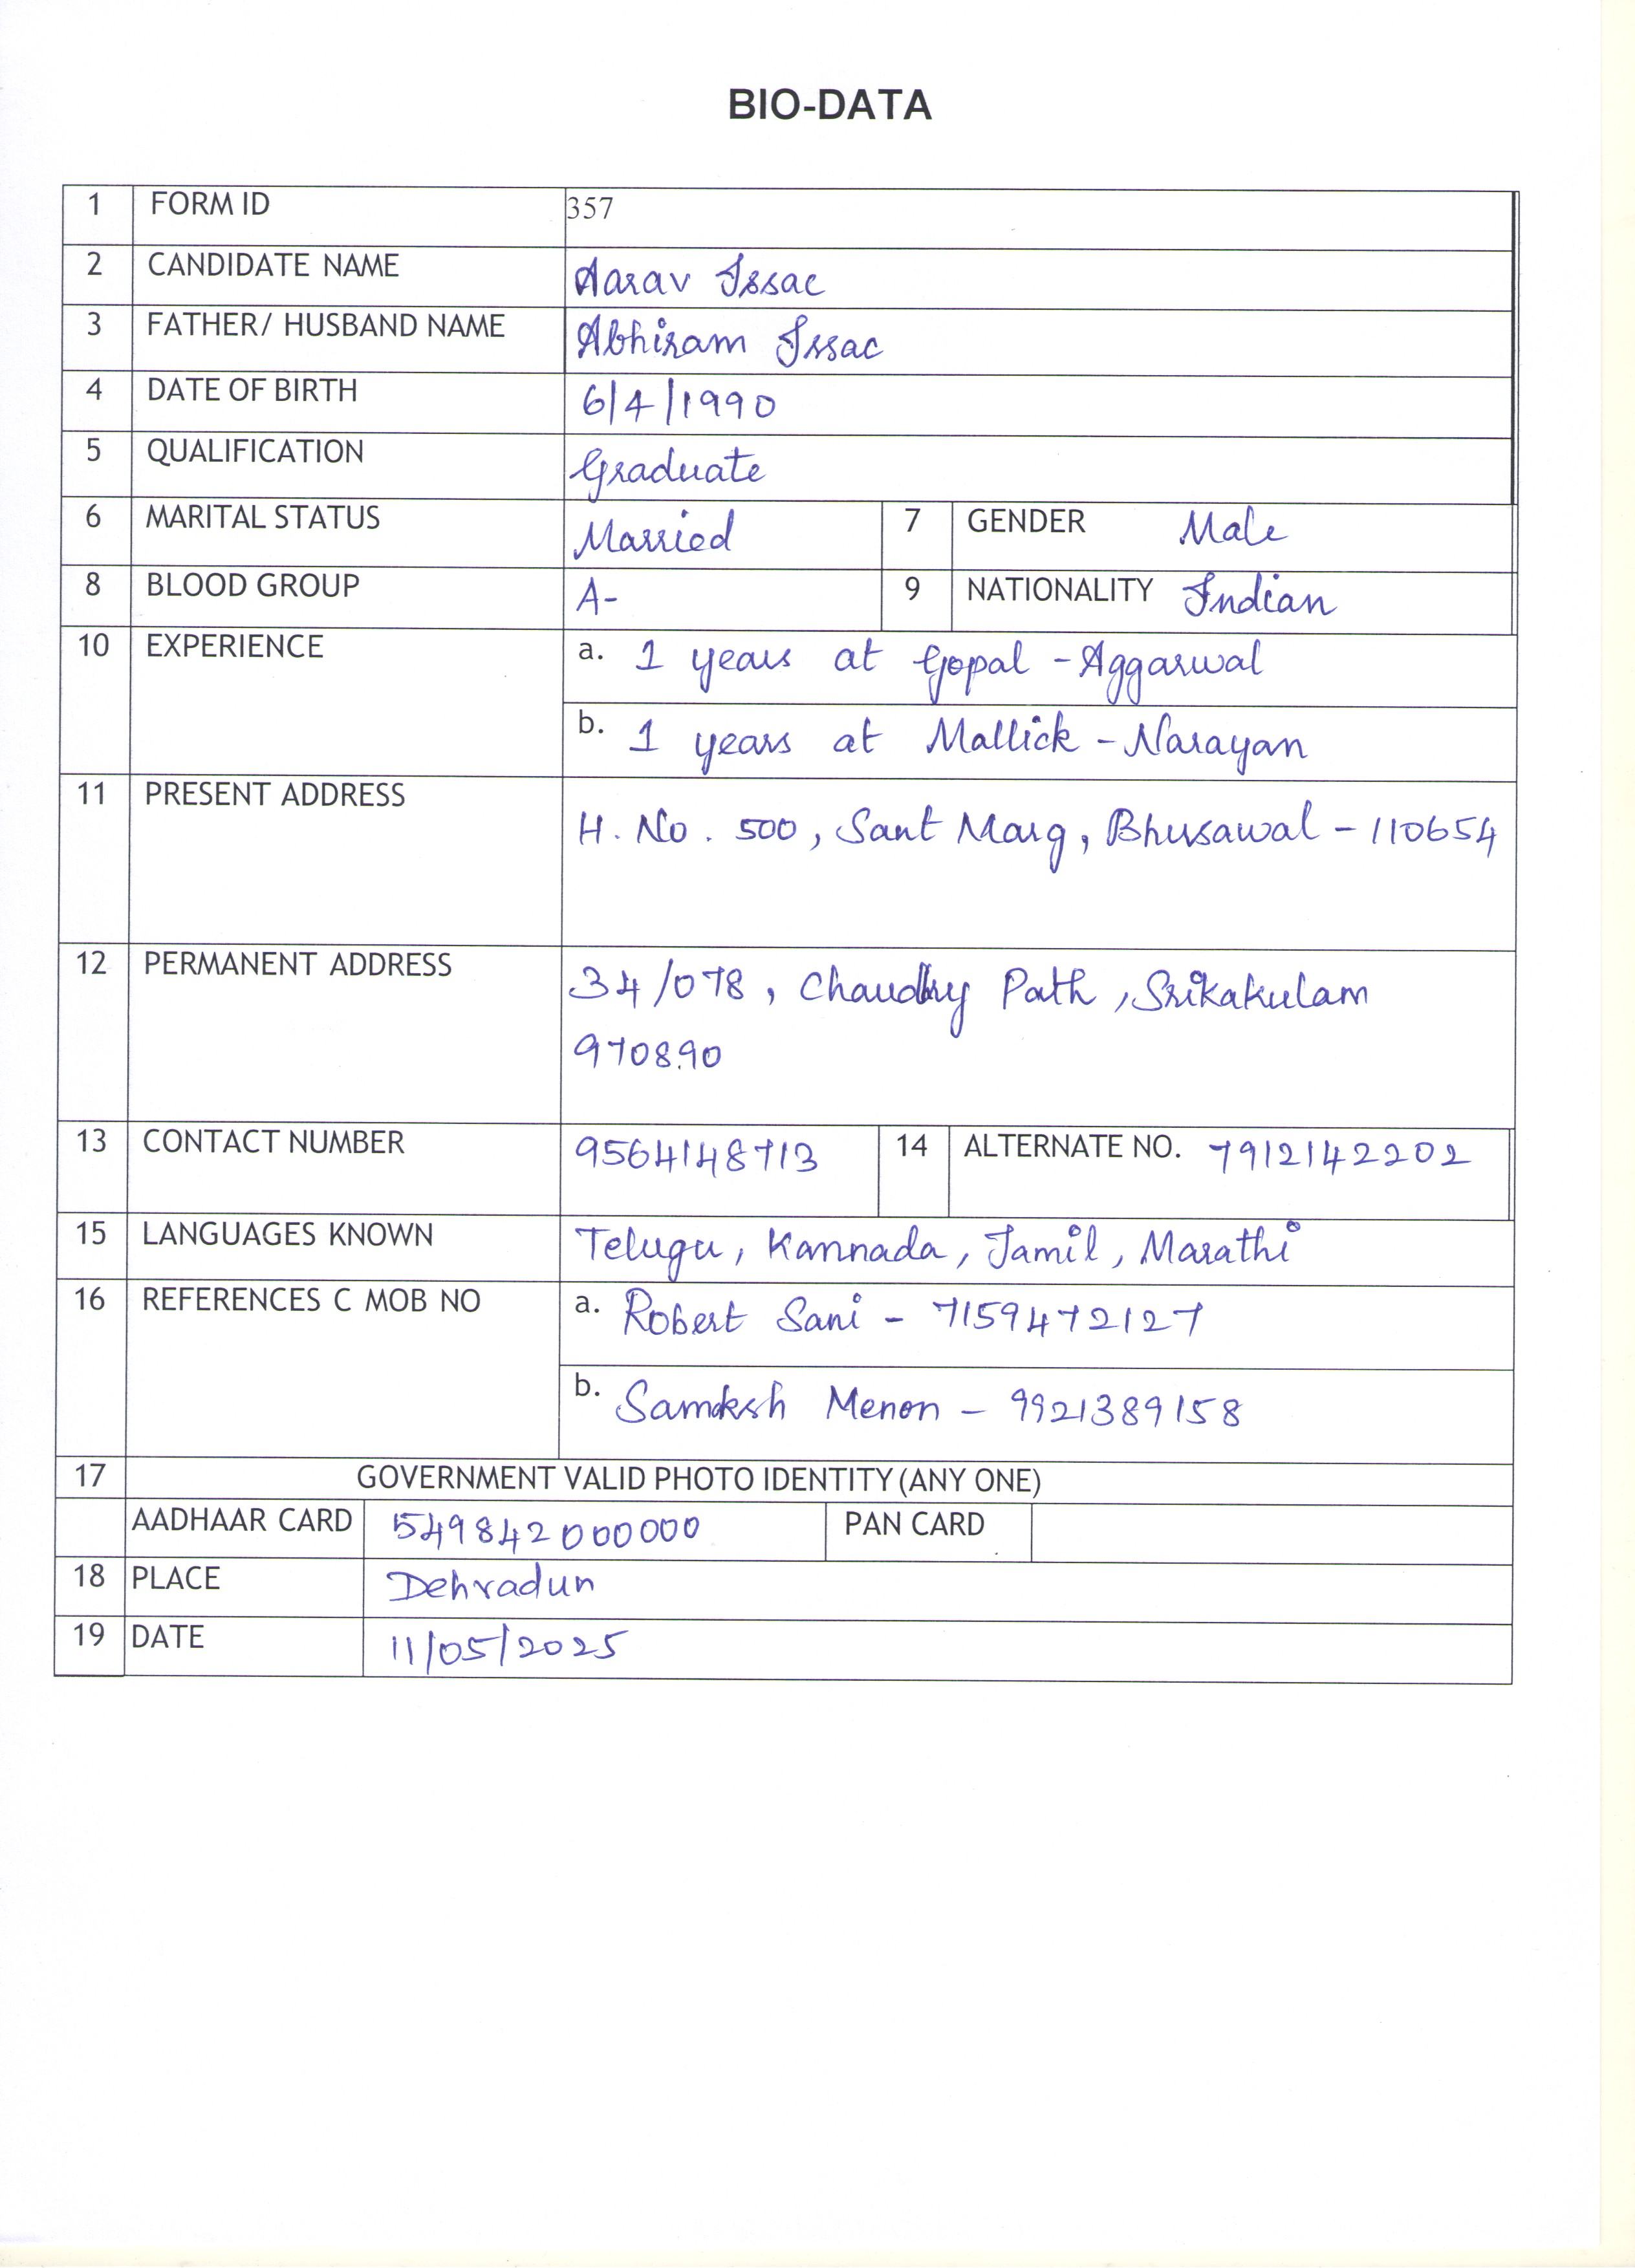 BIO-DATA
1 FORM ID 357
2 CANDIDATE NAME Aarav Issac
3 FATHER/ HUSBAND NAME Abhiram Issac
4 DATE OF BIRTH 6/4/1990
5 QUALIFICATION Graduate
6 MARITAL STATUS Married 7 GENDER Male
8 BLOOD GROUP A- 9 NATIONALITY Indian
10 EXPERIENCE a. 1 years at Gopal - Aggarwal
b. 1 years at Mallick - Narayan
11 PRESENT ADDRESS H. No. 500, Sant Marg, Bhusawal - 110654
12 PERMANENT ADDRESS 34/078, Chaudhry Path, Srikakulam
970890
13 CONTACT NUMBER 9564148713 14 ALTERNATE NO. 7912142202
15 LANGUAGES KNOWN Telugu, Kannada, Tamil, Marathi
16 REFERENCES C MOB NO a. Robert Sani - 7159472127
b. Menon - 9921389158
17 GOVERNMENT VALID PHOTO IDENTITY (ANY ONE)
AADHAAR CARD 549842000000 PAN CARD
18 PLACE Dehradun
19 DATE 11/05/2025